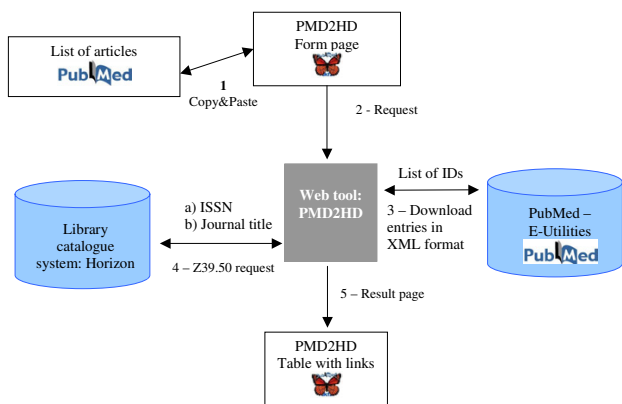 List of articles
PubMed
PMD2HD
Form page
1
Copy&Paste
2 - Request
Web tool:
PMD2HD
List of IDs
3 – Download
entries in
XML format
PubMed –
E-Utilities
PubMed
a) ISSN
b) Journal title
4 – Z39.50 request
Library
catalogue
system: Horizon
5 – Result page
PMD2HD
Table with links